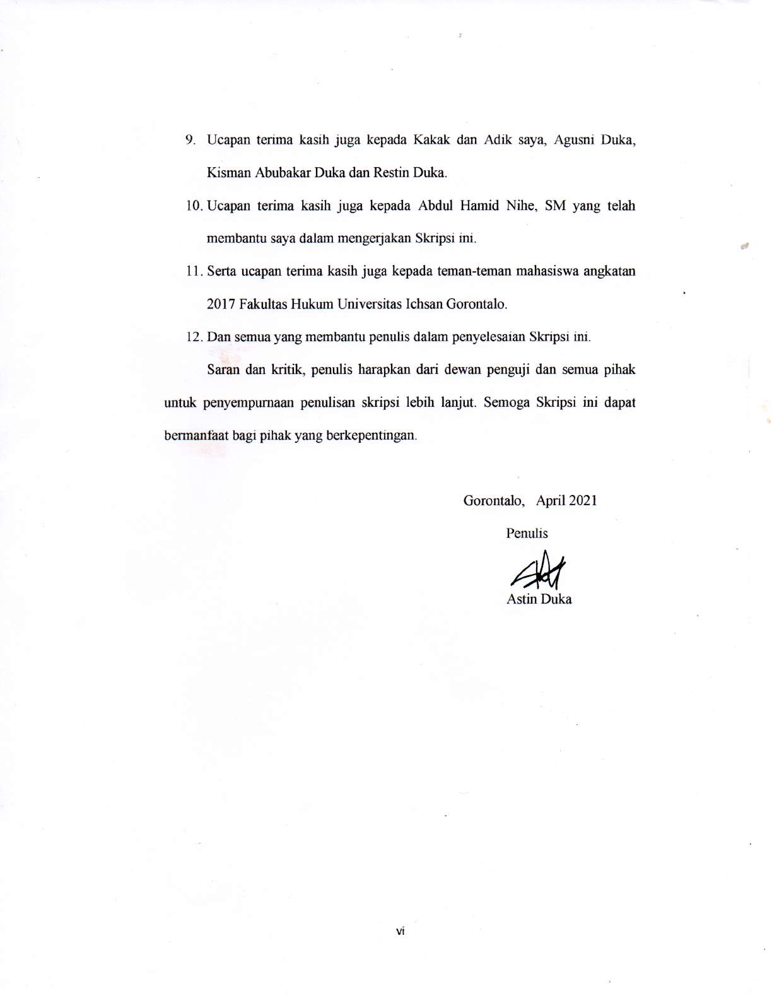 9. Ucapan terima kasih juga kepada Kakak dan Adik saya, Agusni Duka,
Kisman Abubakar Duka dan Restin Duka.
10. Ucapan terima kasih juga kepada Abdul Hamid Nihe, SM yang telah
membantu saya dalam mengerjakan Skripsi ini.
11. Serta ucapan terima kasih juga kepada teman-teman mahasiswa angkatan
2017 Fakultas Hukum Universitas Ichsan Gorontalo.
12. Dan semua yang membantu penulis dalam penyelesaian Skripsi ini.
Saran dan kritik, penulis harapkan dari dewan penguji dan semua pihak
untuk penyempurnaan penulisan skripsi lebih lanjut. Semoga Skripsi ini dapat
bermanfaat bagi pihak yang berkepentingan.
Gorontalo, April 2021
Penulis
Astin Duka
vi